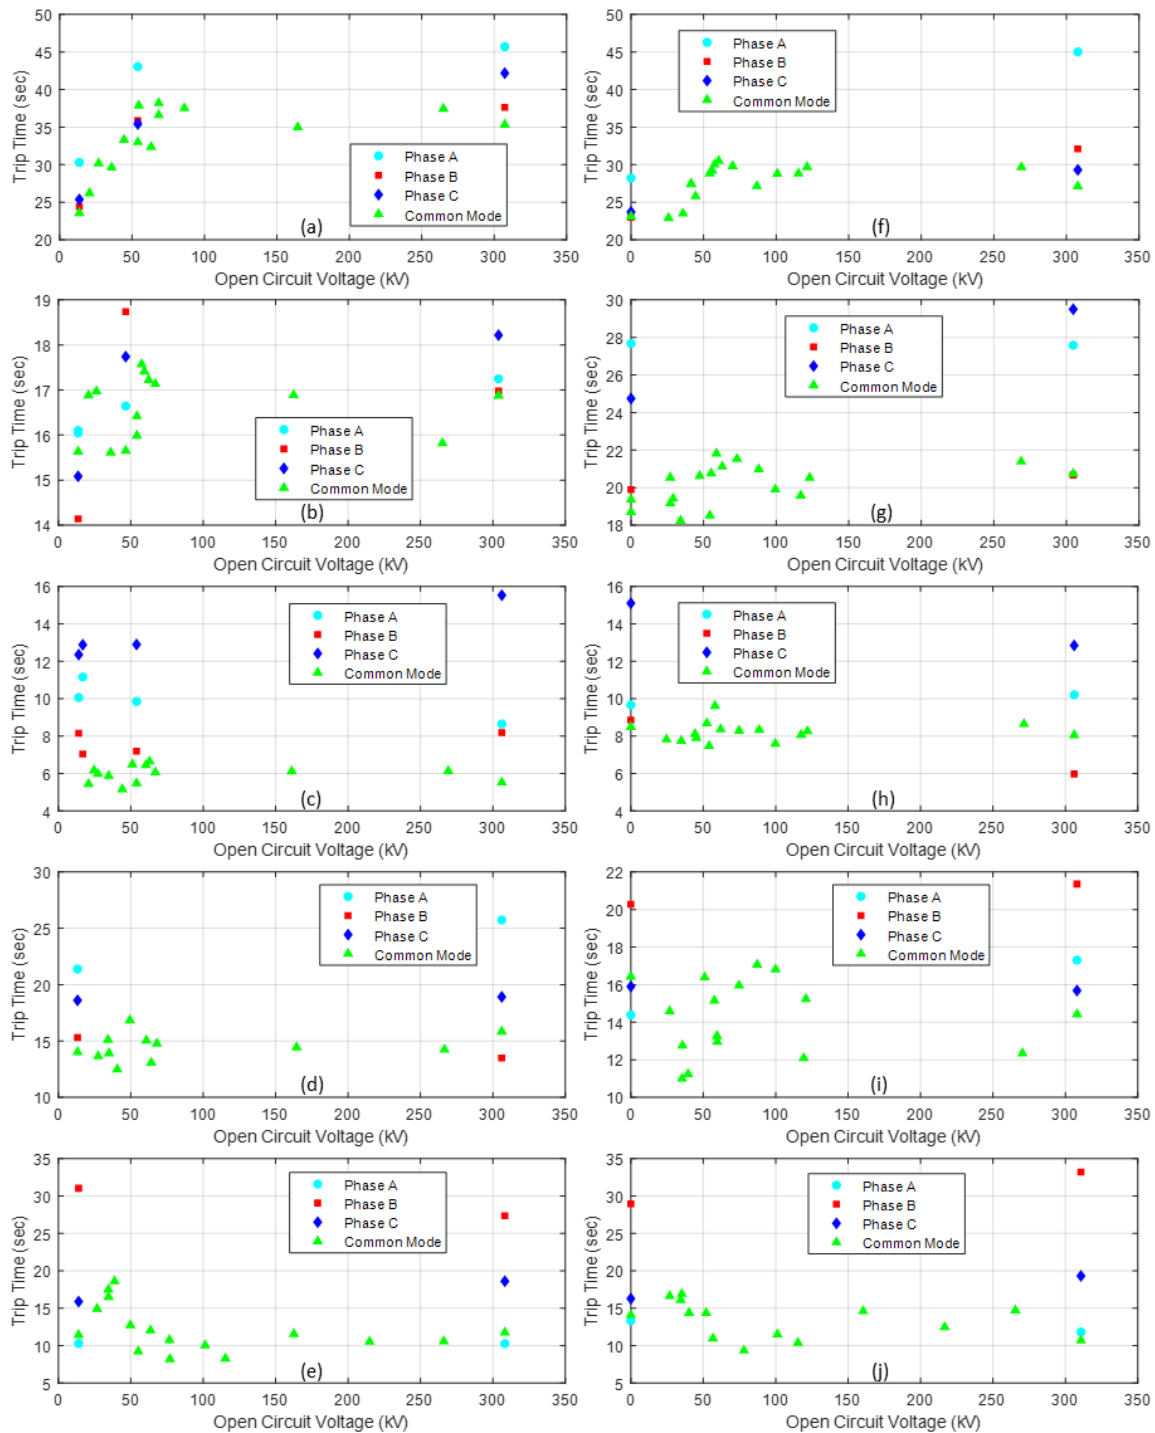 50
45
40
35
30
25
20
Trip Time (sec)
Phase A
Phase B
Phase C
Common Mode
(a)
0 50 100 150 200 250 300 350
Open Circuit Voltage (kV)
50
45
40
35
30
25
20
Trip Time (sec)
Phase A
Phase B
Phase C
Common Mode
(f)
0 50 100 150 200 250 300 350
Open Circuit Voltage (kV)
19
18
17
16
15
14
Trip Time (sec)
Phase A
Phase B
Phase C
Common Mode
(b)
0 50 100 150 200 250 300 350
Open Circuit Voltage (kV)
30
28
26
24
22
20
18
Trip Time (sec)
Phase A
Phase B
Phase C
Common Mode
(g)
0 50 100 150 200 250 300 350
Open Circuit Voltage (kV)
16
14
12
10
8
6
4
Trip Time (sec)
Phase A
Phase B
Phase C
Common Mode
(c)
0 50 100 150 200 250 300 350
Open Circuit Voltage (kV)
16
14
12
10
8
6
4
Trip Time (sec)
Phase A
Phase B
Phase C
Common Mode
(h)
0 50 100 150 200 250 300 350
Open Circuit Voltage (kV)
30
25
20
15
10
Trip Time (sec)
Phase A
Phase B
Phase C
Common Mode
(d)
0 50 100 150 200 250 300 350
Open Circuit Voltage (kV)
22
20
18
16
14
12
10
Trip Time (sec)
Phase A
Phase B
Phase C
Common Mode
(i)
0 50 100 150 200 250 300 350
Open Circuit Voltage (kV)
35
30
25
20
15
10
5
Trip Time (sec)
Phase A
Phase B
Phase C
Common Mode
(e)
0 50 100 150 200 250 300 350
Open Circuit Voltage (kV)
35
30
25
20
15
10
5
Trip Time (sec)
Phase A
Phase B
Phase C
Common Mode
(j)
0 50 100 150 200 250 300 350
Open Circuit Voltage (kV)